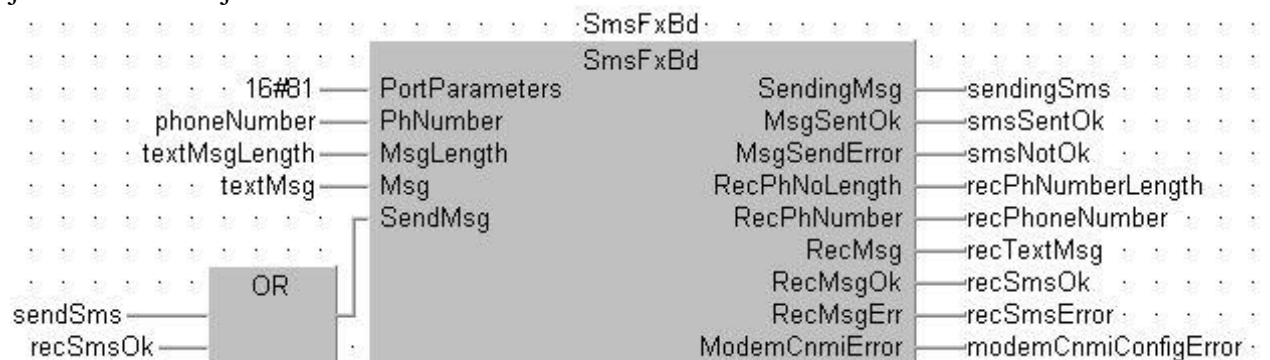 SmsFxBd
SmsFxBd
16#81 PortParameters SendingMsg sendingSms
phoneNumber PhNumber MsgSentOk smsSentOk
textMsgLength MsgLength MsgSendError smsNotOk
textMsg Msg RecPhNoLength recPhNumberLength
SendMsg RecPhNumber recPhoneNumber
RecMsg recTextMsg
OR RecMsgOk recSmsOk
sendSms RecMsgErr recSmsError
recSmsOk ModemCnmiError modemCnmiConfigError